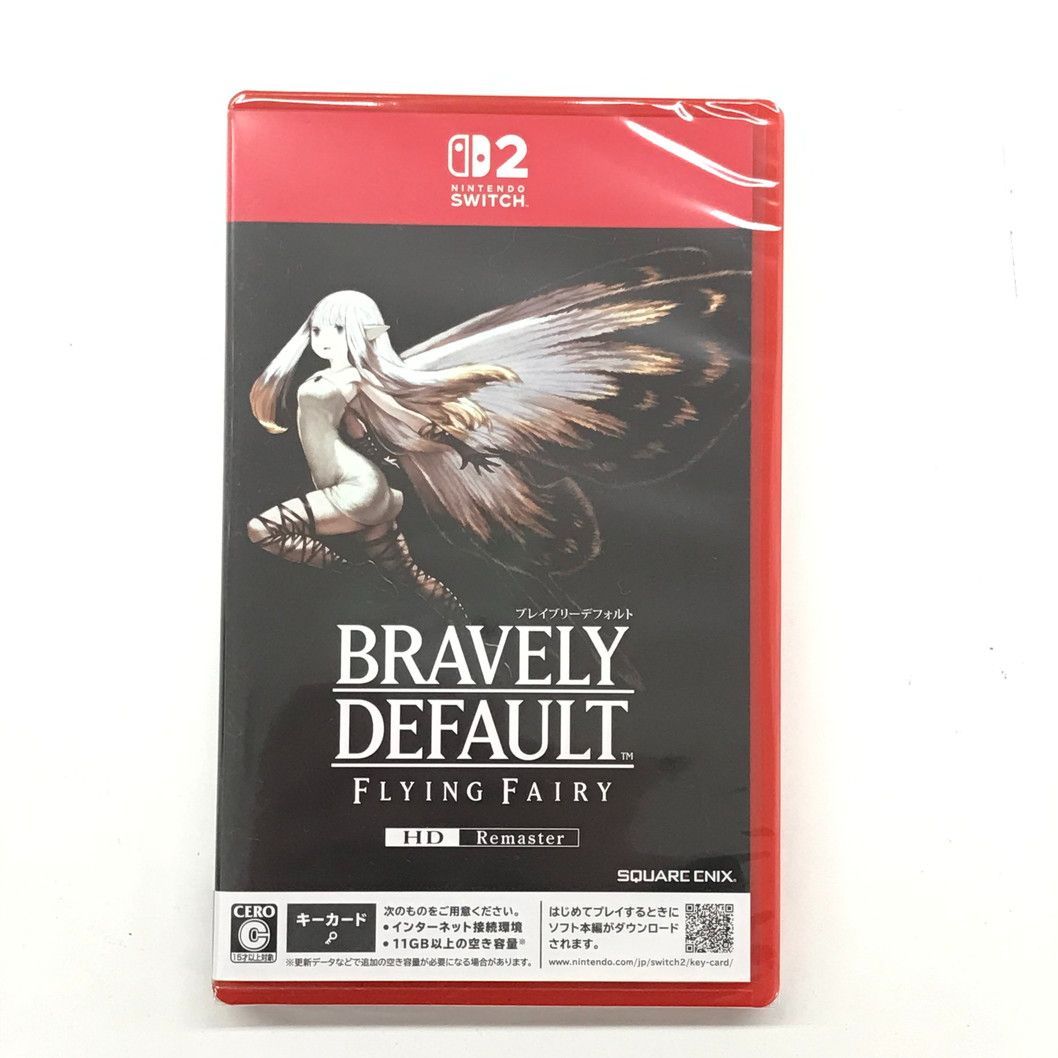 2
NINTENDO
SWITCH™
ブレイブリーデフォルト
BRAVELY
DEFAULT™
FLYING FAIRY
HD Remaster
SQUARE ENIX®
CERO
C
15才以上対象
キーカード
次のものをご用意ください。
•インターネット接続環境
•11GB以上の空き容量※
※更新データなどで追加の空き容量が必要になる場合があります。
はじめてプレイするときに
ソフト本編がダウンロード
されます。
www.nintendo.com/jp/switch2/key-card/